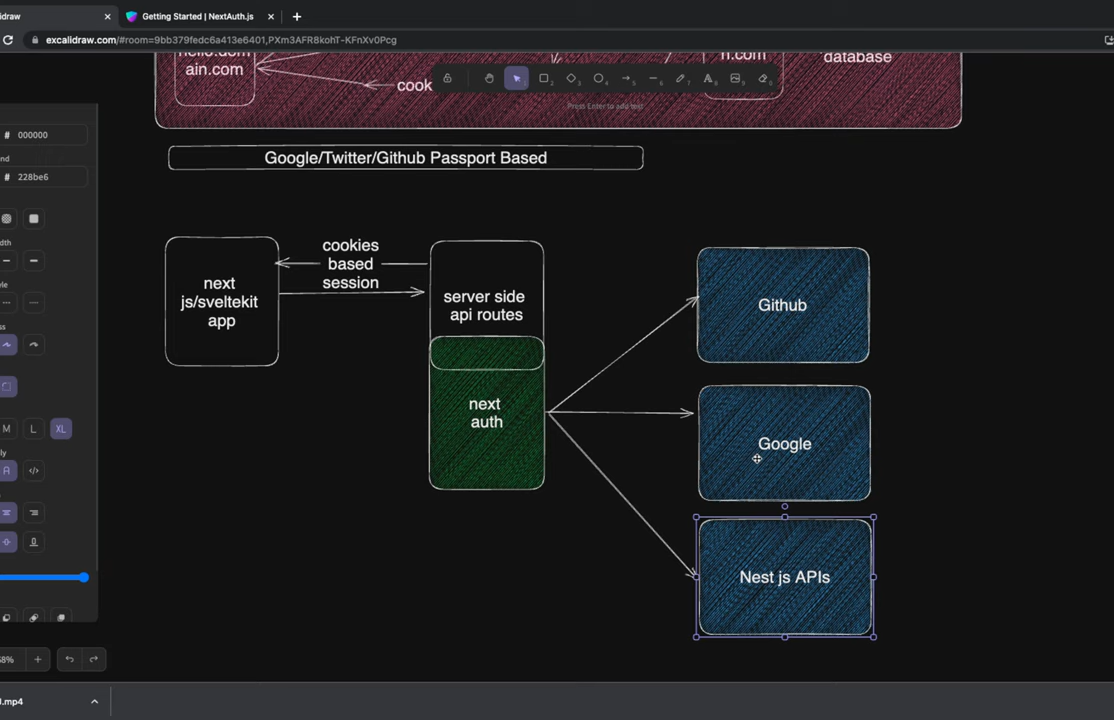 Getting Started | NextAuth.js
excalidraw.com/#room=9bb379fedc6a413e6401,PXm3AFR8kohT-KFnXv0Pcg
ain.com
cook
n.com
database
Press Enter to add text
# 000000
# 228be6
Google/Twitter/Github Passport Based
next
js/sveltekit
app
cookies
based
session
server side
api routes
next
auth
Github
Google
Nest js APIs
M L XL